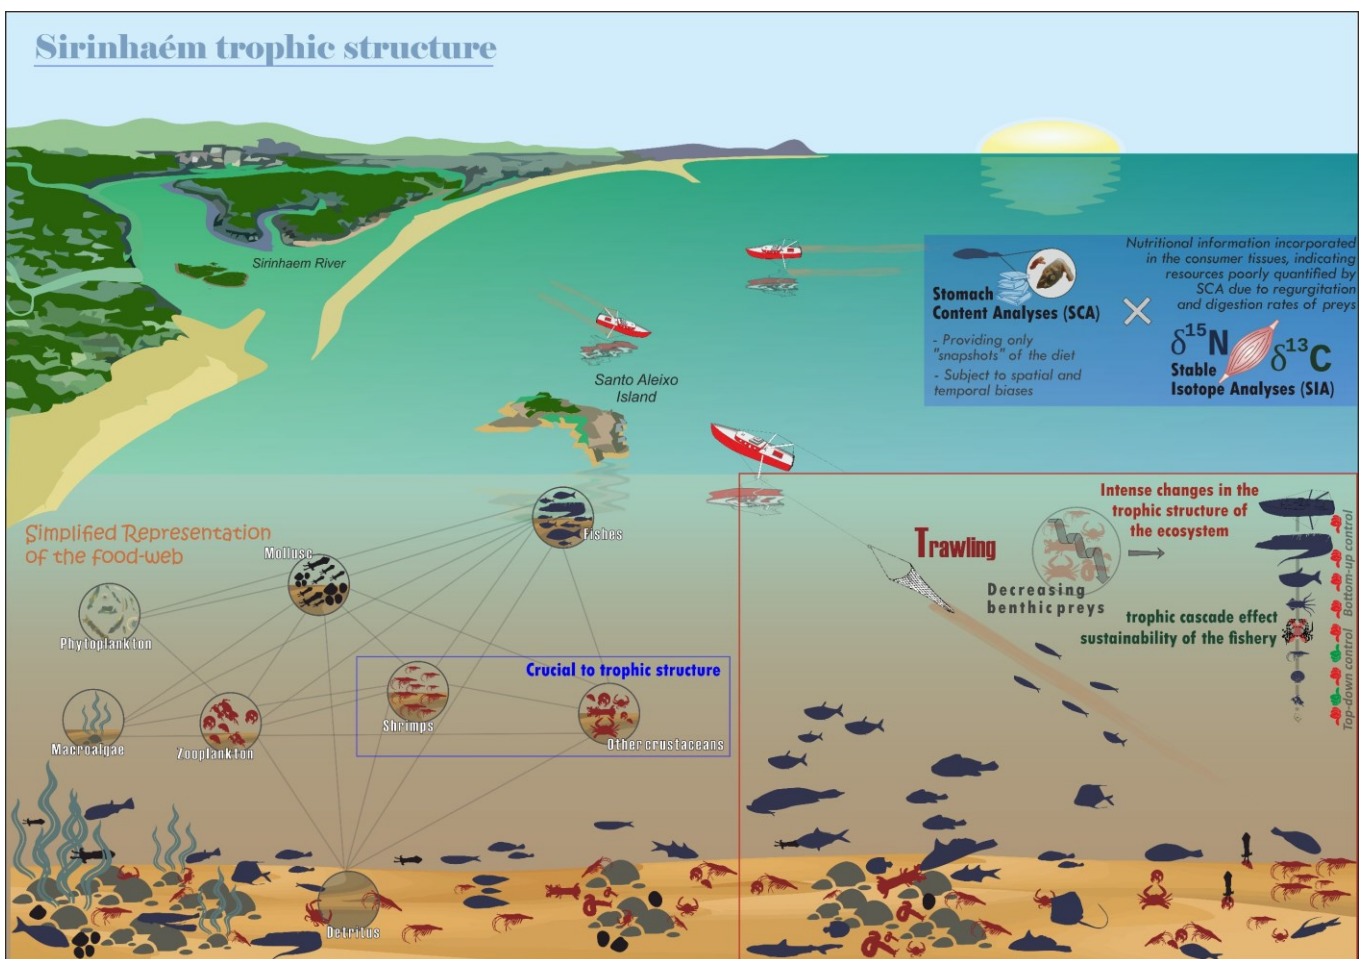 Sirinhaém trophic structure
Sirinhaem River
Santo Aleixo
Island
Stomach
Content Analyses (SCA)
- Providing only
"snapshots" of the diet
- Subject to spatial and
temporal biases
Nutritional information incorporated
in the consumer tissues, indicating
resources poorly quantified by
SCA due to regurgitation
and digestion rates of preys
δ15N
δ13C
Stable
Isotope Analyses (SIA)
Simplified Representation
of the food-web
Phytoplankton
Mollusc
Fishes
Macroalgae
Zooplankton
Crucial to trophic structure
Shrimps
Other crustaceans
Detritus
Trawling
Decreasing
benthic preys
Intense changes in the
trophic structure of
the ecosystem
trophic cascade effect
sustainability of the fishery
Bottom-up control
Top-down control